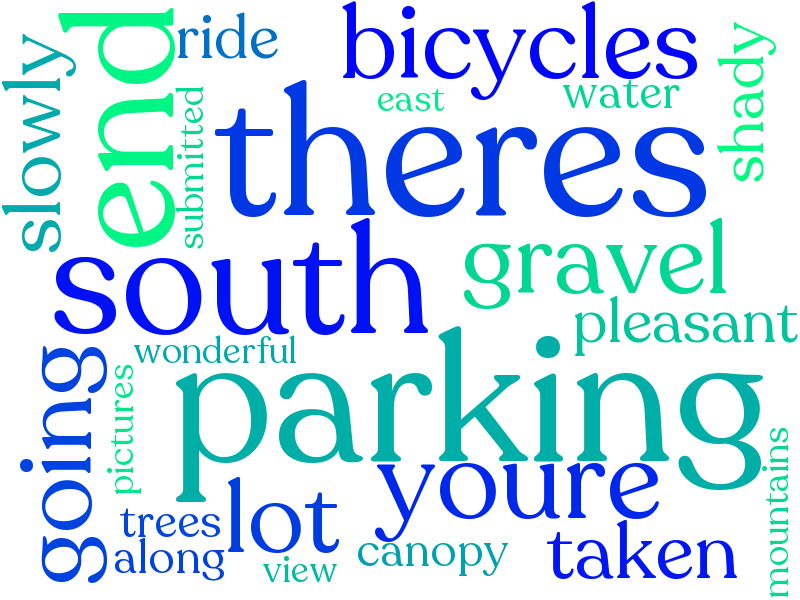 slowly
end
ride
submitted
bicycles
east
water
shady
theres
south
gravel
pleasant
wonderful
parking
going
pictures
youre
trees
lot
along
view
canopy
taken
mountains